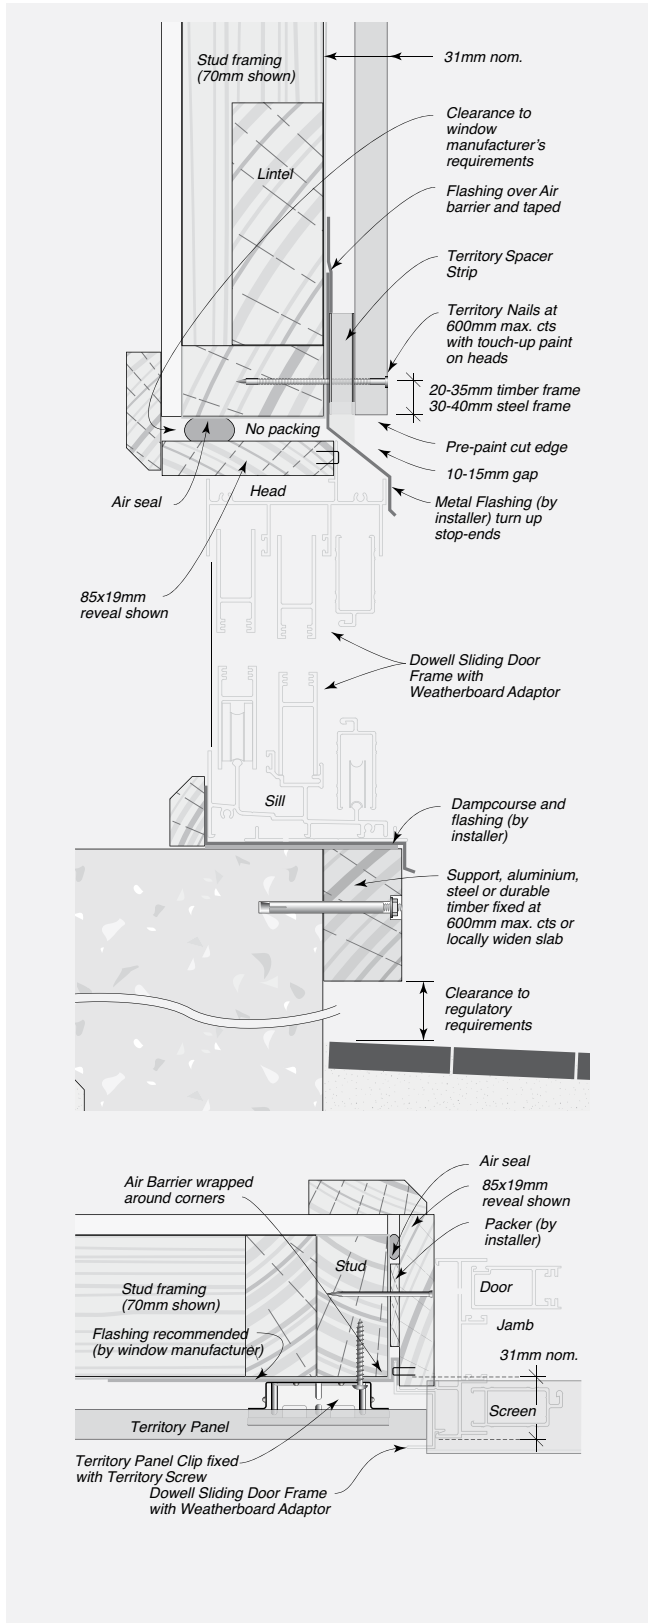 Stud framing
(70mm shown)
31mm nom.
Clearance to
window
manufacturer's
requirements
Lintel
Flashing over Air
barrier and taped
Territory Spacer
Strip
Territory Nails at
600mm max. cts
with touch-up paint
on heads
20-35mm timber frame
30-40mm steel frame
No packing
Pre-paint cut edge
10-15mm gap
Air seal
Head
Metal Flashing (by
installer) turn up
stop-ends
85x19mm
reveal shown
Dowell Sliding Door
Frame with
Weatherboard Adaptor
Sill
Dampcourse and
flashing (by
installer)
Support, aluminium,
steel or durable
timber fixed at
600mm max. cts or
locally widen slab
Clearance to
regulatory
requirements
Air seal
Air Barrier wrapped
around corners
85x19mm
reveal shown
Packer (by
installer)
Stud
Stud framing
(70mm shown)
Door
Jamb
Flashing recommended
(by window manufacturer)
31mm nom.
Screen
Territory Panel
Territory Panel Clip fixed
with Territory Screw
Dowell Sliding Door Frame
with Weatherboard Adaptor